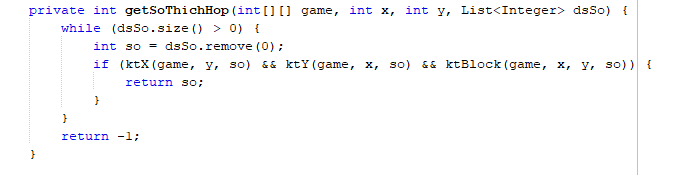 private int getSoThichHop(int[][] game, int x, int y, List<Integer> dsSo) {
    while (dsSo.size() > 0) {
        int so = dsSo.remove(0);
        if (ktX(game, y, so) && ktY(game, x, so) && ktBlock(game, x, y, so)) {
            return so;
        }
    }
    return -1;
}